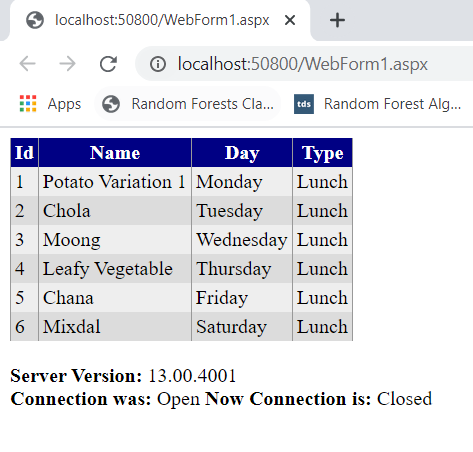 localhost:50800/WebForm1.aspx
localhost:50800/WebForm1.aspx
Apps Random Forests Cla... tds Random Forest Alg...
Id Name Day Type
1 Potato Variation 1 Monday Lunch
2 Chola Tuesday Lunch
3 Moong Wednesday Lunch
4 Leafy Vegetable Thursday Lunch
5 Chana Friday Lunch
6 Mixdal Saturday Lunch
Server Version: 13.00.4001
Connection was: Open Now Connection is: Closed